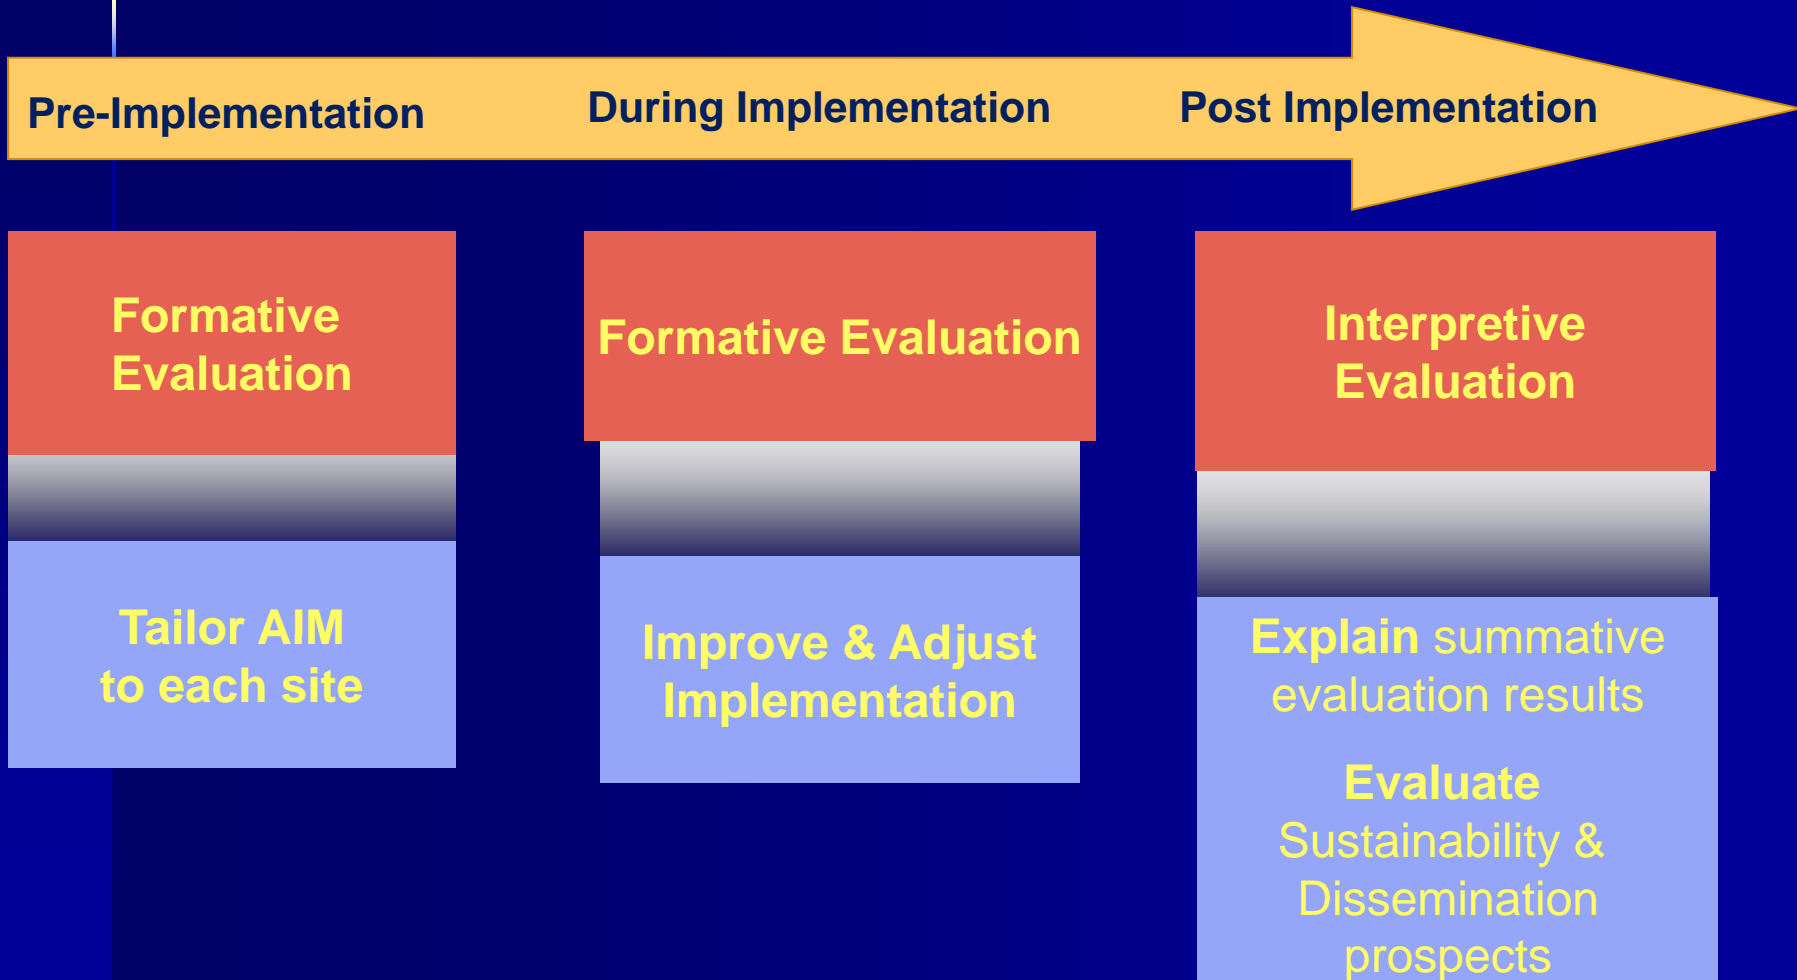 Pre-Implementation
During Implementation
Post Implementation
Formative
Evaluation
Tailor AIM
to each site
Formative Evaluation
Improve & Adjust
Implementation
Interpretive
Evaluation
Explain summative
evaluation results
Evaluate
Sustainability &
Dissemination
prospects